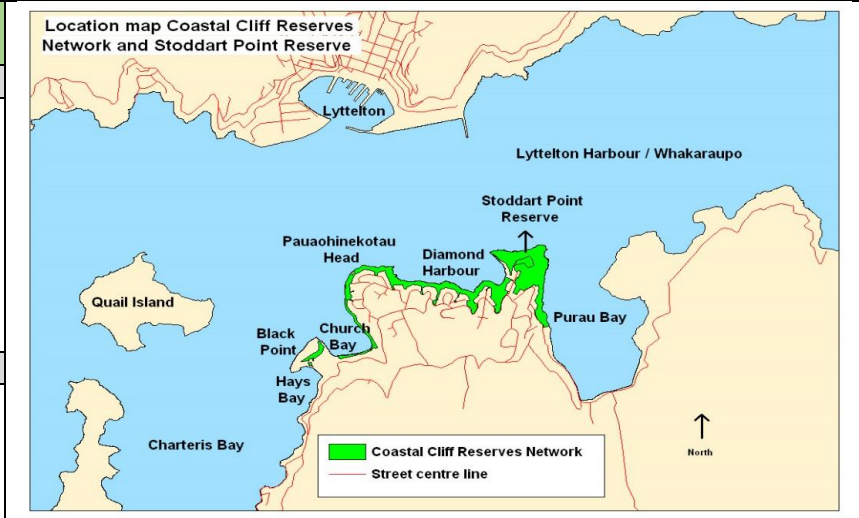 Location map Coastal Cliff Reserves
Network and Stoddart Point Reserve
Lyttelton
Lyttelton Harbour / Whakaraupo
Stoddart Point
Reserve
Pauaohinekotau
Head
Diamond
Harbour
Quail Island
Purau Bay
Black
Point
Church
Bay
Hays
Bay
Charteris Bay
North
Coastal Cliff Reserves Network
Street centre line